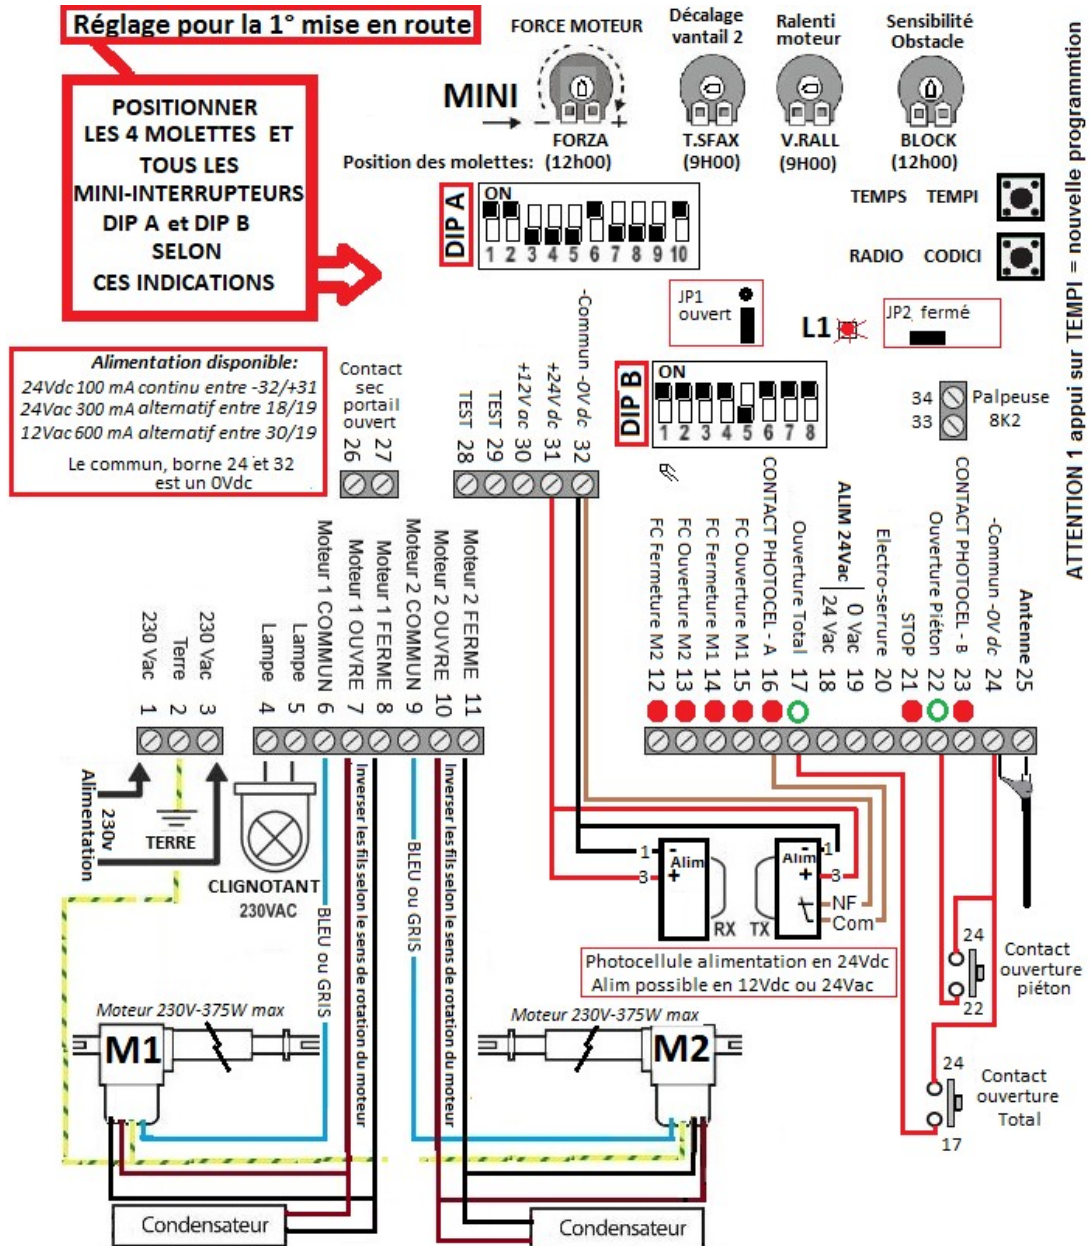 Réglage pour la 1° mise en route
POSITIONNER
LES 4 MOLETTES ET
TOUS LES
MINI-INTERRUPTEURS
DIP A et DIP B
SELON
CES INDICATIONS
FORCE MOTEUR
Décalage
vantail 2
Ralenti
moteur
Sensibilité
Obstacle
MINI
- +
FORZA
T.SFAX
V.RALL
BLOCK
Position des molettes: (12h00)
(9H00)
(9H00)
(12h00)
DIP A
ON
1 2 3 4 5 6 7 8 9 10
TEMPS TEMPI
RADIO CODICI
ATTENTION 1 appui sur TEMPI = nouvelle programmtion
JP1
ouvert
L1
JP2 fermé
DIP B
ON
1 2 3 4 5 6 7 8
34
33
Palpeuse
8K2
Alimentation disponible:
24Vdc 100 mA continu entre -32/+31
24Vac 300 mA alternatif entre 18/19
12Vac 600 mA alternatif entre 30/19
Le commun, borne 24 et 32
est un 0Vdc
Contact
sec
portail
ouvert
26
27
TEST 28
TEST 29
+12V ac 30
+24V dc 31
-Commun -0V dc 32
230 Vac 1
Terre 2
230 Vac 3
Lampe 4
Lampe 5
Moteur 1 COMMUN 6
Moteur 1 OUVRE 7
Moteur 1 FERME 8
Moteur 2 COMMUN 9
Moteur 2 OUVRE 10
Moteur 2 FERME 11
FC Fermeture M2 12
FC Ouverture M2 13
FC Fermeture M1 14
FC Ouverture M1 15
CONTACT PHOTOCEL - A 16
Ouverture Total 17
ALIM 24Vac
24 Vac 18
0 Vac 19
Electro-serrure 20
STOP 21
Ouverture Piéton 22
CONTACT PHOTOCEL - B 23
-Commun -0V dc 24
Antenne 25
Alimentation
230v
TERRE
CLIGNOTANT
230VAC
BLEU ou GRIS
Inverser les fils selon le sens de rotation du moteur
BLEU ou GRIS
Inverser les fils selon le sens de rotation du moteur
1
3
-
Alim
+
RX
TX
-
Alim
+
1
3
NF
Com
Photocellule alimentation en 24Vdc
Alim possible en 12Vdc ou 24Vac
24
22
Contact
ouverture
piéton
24
17
Contact
ouverture
Total
Moteur 230V-375W max
M1
Moteur 230V-375W max
M2
Condensateur
Condensateur